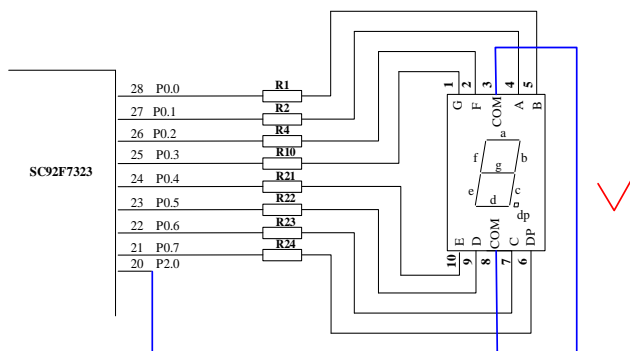 28 P0.0 R1
27 P0.1 R2
26 P0.2 R4
25 P0.3 R10
24 P0.4 R21
23 P0.5 R22
22 P0.6 R23
21 P0.7 R24
20 P2.0
SC92F7323
1 2 3 4 5
G F COM A B
a
f b
g
e c
d
dp
E D COM C DP
10 9 8 7 6